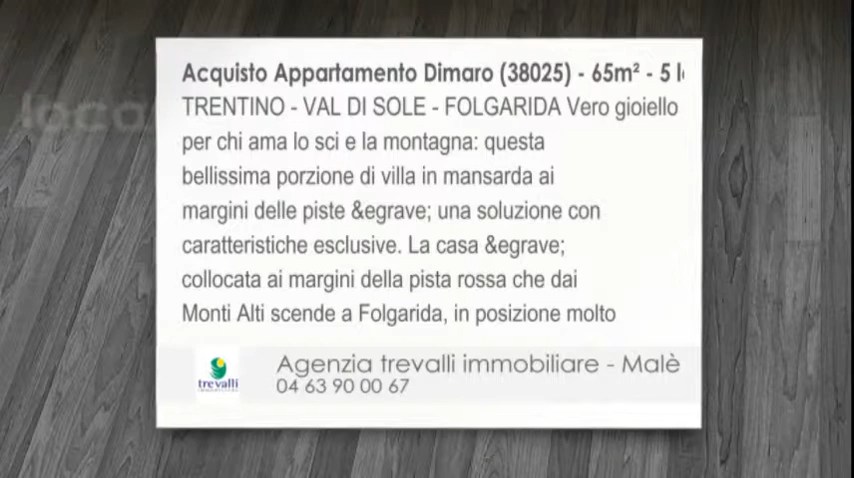 Acquisto Appartamento Dimaro (38025) - 65m² - 5 l
TRENTINO - VAL DI SOLE - FOLGARIDA Vero gioiello
per chi ama lo sci e la montagna: questa
bellissima porzione di villa in mansarda ai
margini delle piste &egrave; una soluzione con
caratteristiche esclusive. La casa &egrave;
collocata ai margini della pista rossa che dai
Monti Alti scende a Folgarida, in posizione molto
Agenzia trevalli immobiliare - Malè
04 63 90 00 67
trevalli